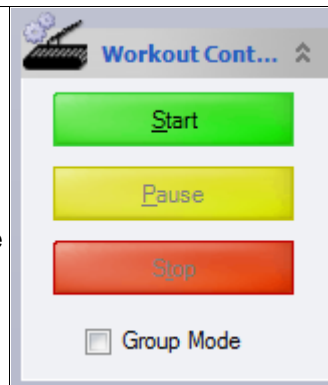 Workout Cont...
Start
Pause
Stop
Group Mode
e